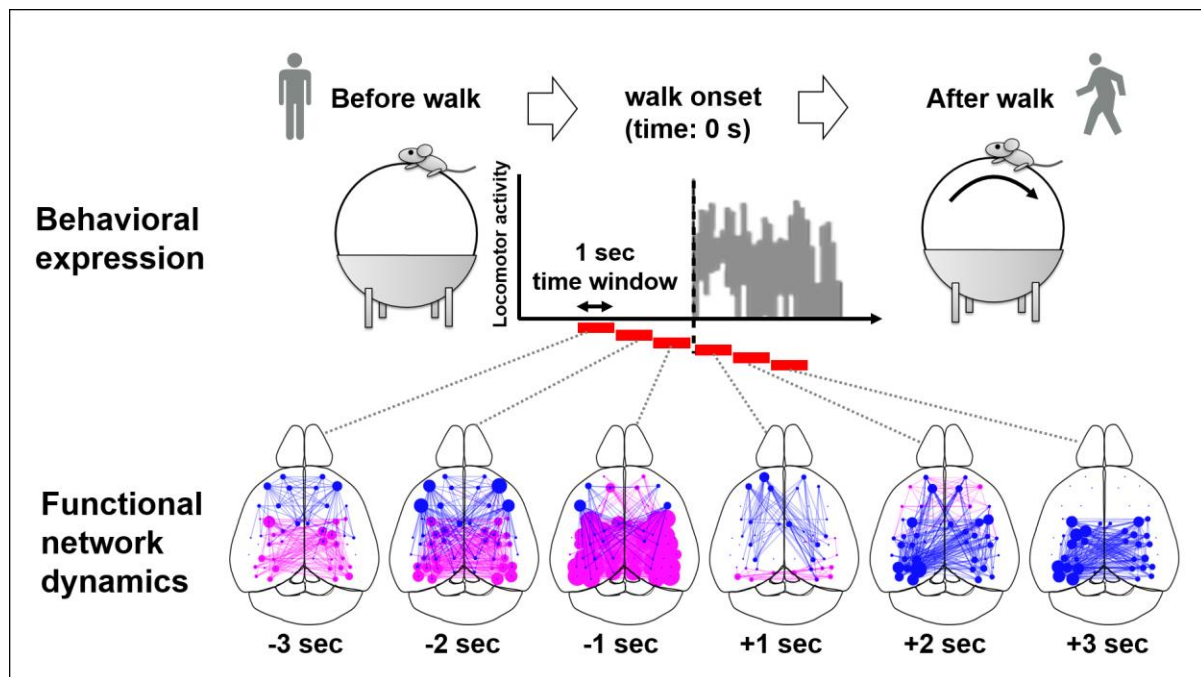 Before walk
walk onset
(time: 0 s)
After walk
Behavioral
expression
Locomotor activity
1 sec
time window
Functional
network
dynamics
-3 sec
-2 sec
-1 sec
+1 sec
+2 sec
+3 sec